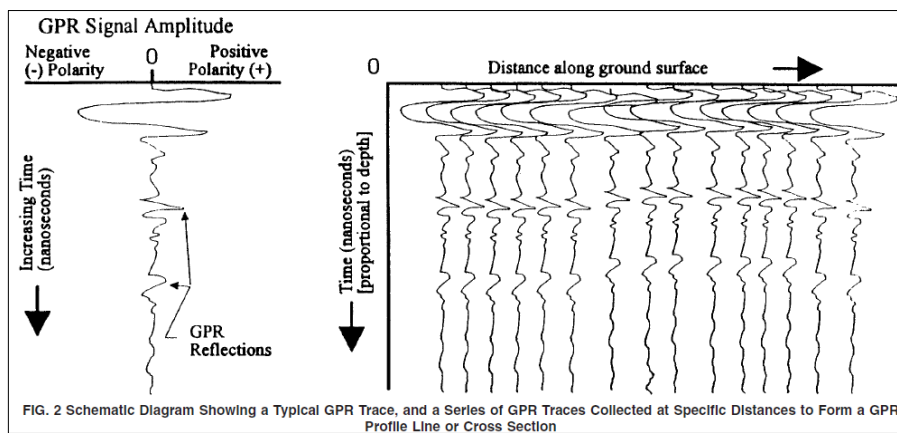 GPR Signal Amplitude
Negative
(-) Polarity
0
Positive
Polarity (+)
Increasing Time
(nanoseconds)
GPR
Reflections
0
Distance along ground surface
Time (nanoseconds)
[proportional to depth]
FIG. 2 Schematic Diagram Showing a Typical GPR Trace, and a Series of GPR Traces Collected at Specific Distances to Form a GPR
Profile Line or Cross Section